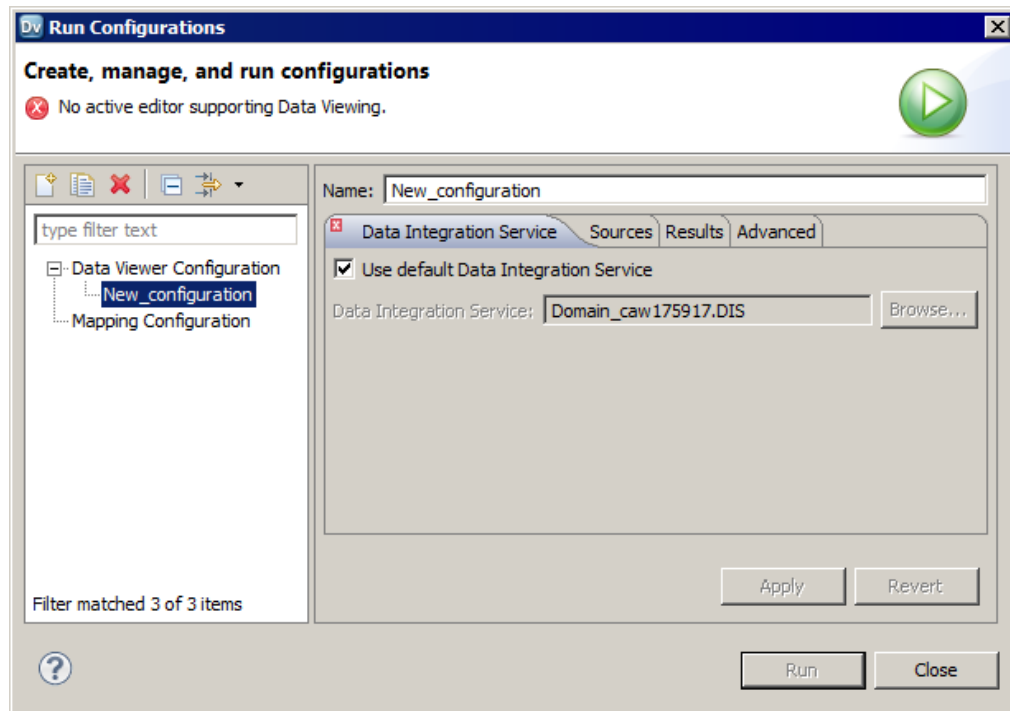 Dv Run Configurations
Create, manage, and run configurations
No active editor supporting Data Viewing.
type filter text
Data Viewer Configuration
New_configuration
Mapping Configuration
Filter matched 3 of 3 items
Name: New_configuration
Data Integration Service Sources Results Advanced
Use default Data Integration Service
Data Integration Service: Domain_caw175917.DIS Browse...
Apply Revert
? Run Close